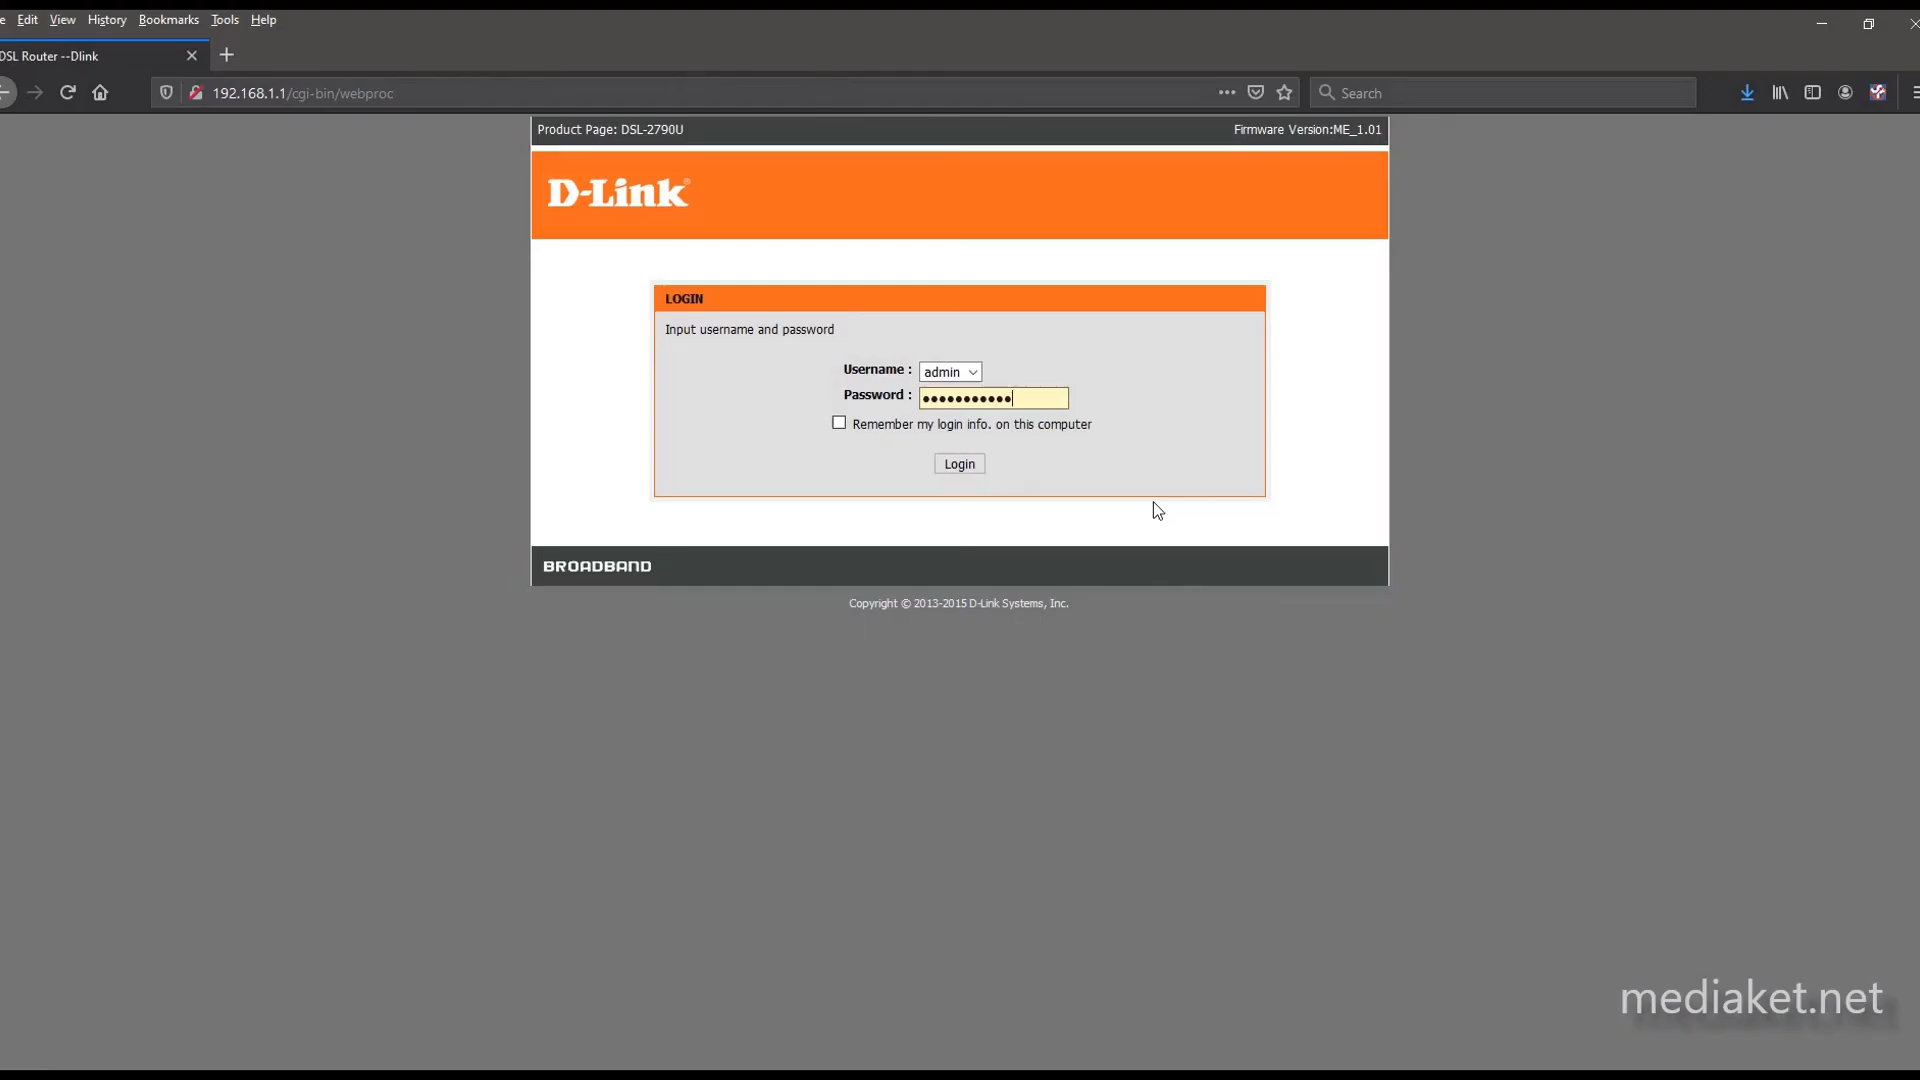 e Edit View History Bookmarks Tools Help
DSL Router --Dlink
192.168.1.1/cgi-bin/webproc
Search
Product Page: DSL-2790U Firmware Version:ME_1.01
D-Link®
LOGIN
Input username and password
Username : admin
Password : •••••••••••
Remember my login info. on this computer
Login
BROADBAND
Copyright © 2013-2015 D-Link Systems, Inc.
mediaket.net